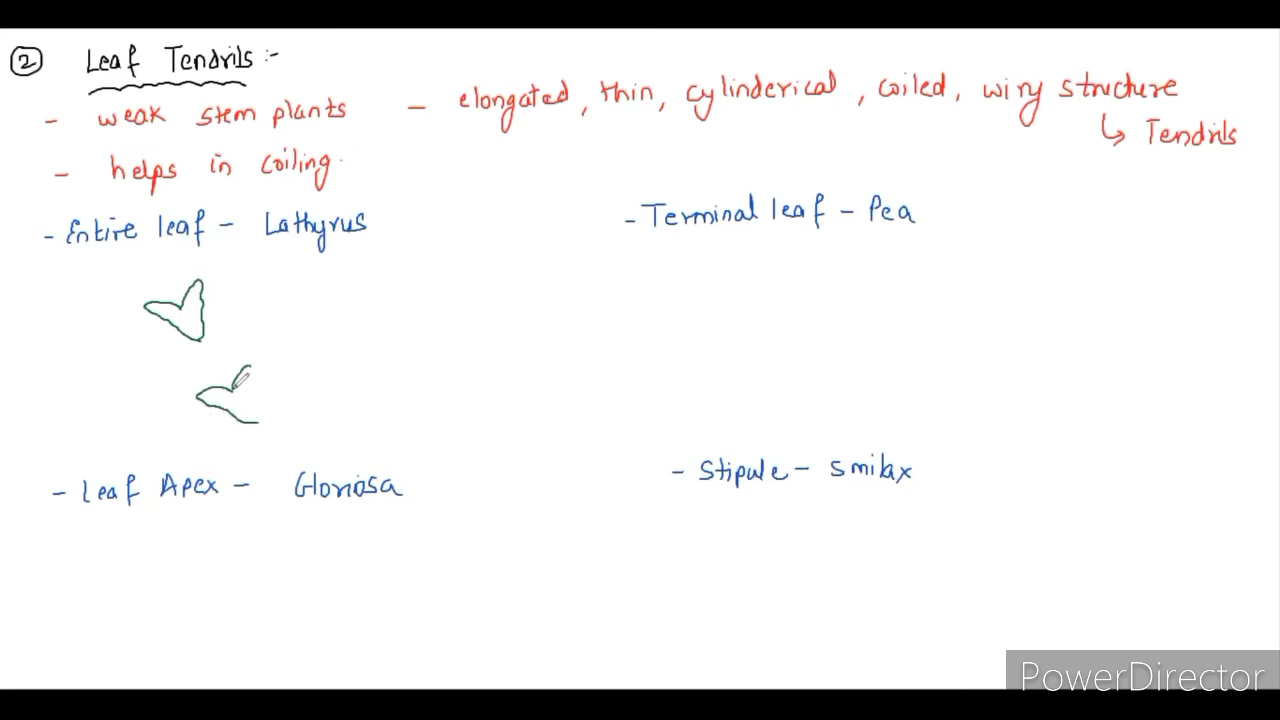 ② Leaf Tendrils :-
- weak stem plants - elongated, thin, cylinderical, coiled, wiry structure
↳ Tendrils
- helps in coiling.
- Entire leaf - Lathyrus
- Terminal leaf - Pea
- leaf Apex - Gloriosa
- Stipule - Smilax
PowerDirector